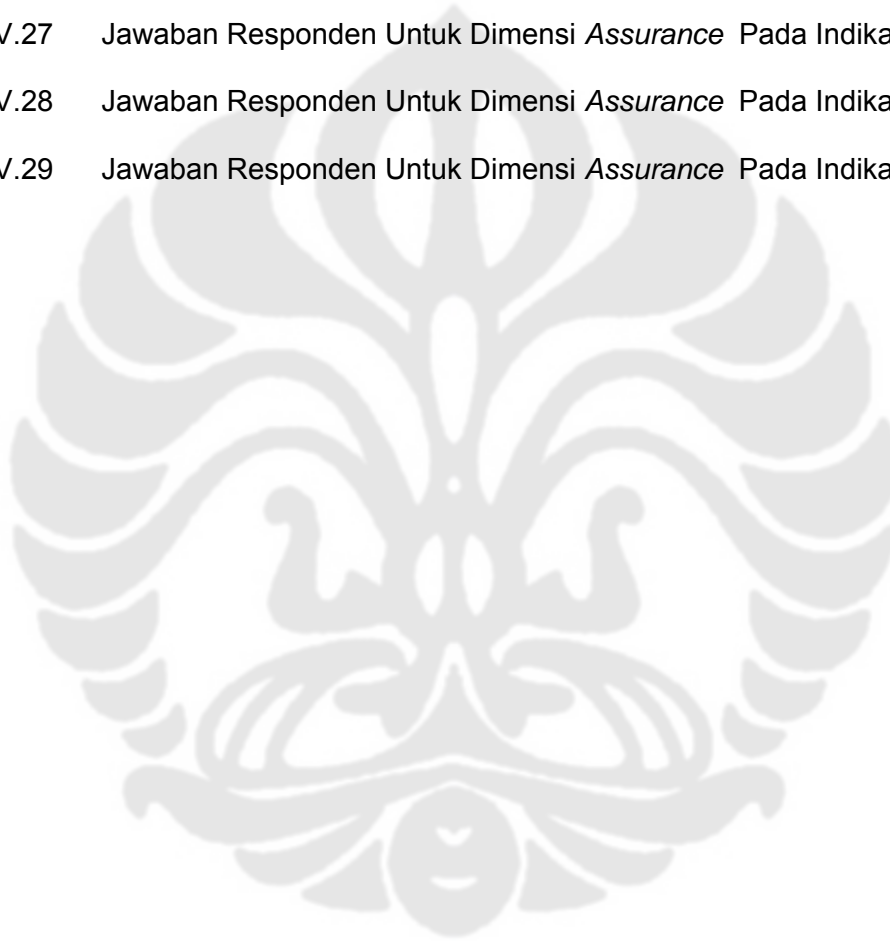 V.27 Jawaban Responden Untuk Dimensi Assurance Pada Indika
V.28 Jawaban Responden Untuk Dimensi Assurance Pada Indika
V.29 Jawaban Responden Untuk Dimensi Assurance Pada Indika